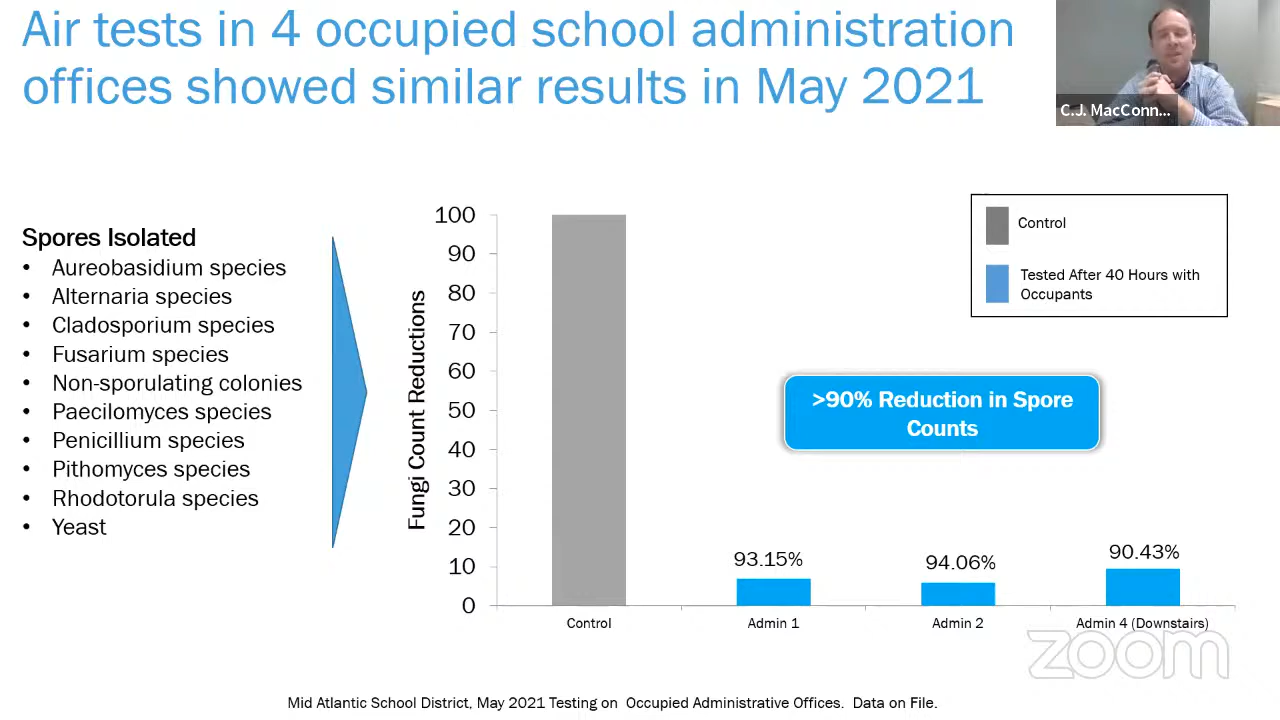 Air tests in 4 occupied school administration
offices showed similar results in May 2021
C.J. MacConn...
Spores Isolated
• Aureobasidium species
• Alternaria species
• Cladosporium species
• Fusarium species
• Non-sporulating colonies
• Paecilomyces species
• Penicillium species
• Pithomyces species
• Rhodotorula species
• Yeast
Fungi Count Reductions
100
90
80
70
60
50
40
30
20
10
0
Control
Tested After 40 Hours with
Occupants
>90% Reduction in Spore
Counts
93.15%
94.06%
90.43%
Control
Admin 1
Admin 2
Admin 4 (Downstairs)
zoom
Mid Atlantic School District, May 2021 Testing on  Occupied Administrative Offices.  Data on File.